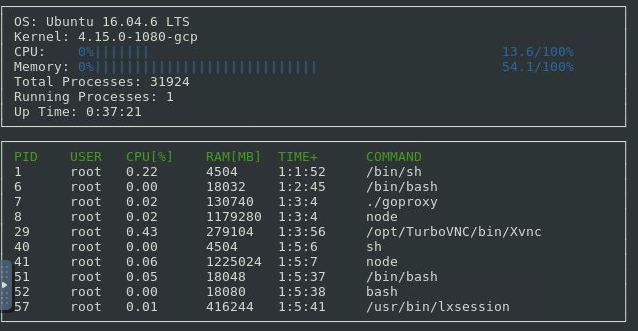 OS: Ubuntu 16.04.6 LTS
Kernel: 4.15.0-1080-gcp
CPU: 0%||||||| 13.6/100%
Memory: 0%|||||||||||||||||||||||||||| 54.1/100%
Total Processes: 31924
Running Processes: 1
Up Time: 0:37:21
PID USER CPU[%] RAM[MB] TIME+ COMMAND
1 root 0.22 4504 1:1:52 /bin/sh
6 root 0.00 18032 1:2:45 /bin/bash
7 root 0.02 130740 1:3:4 ./goproxy
8 root 0.02 1179280 1:3:4 node
29 root 0.43 279104 1:3:56 /opt/TurboVNC/bin/Xvnc
40 root 0.00 4504 1:5:6 sh
41 root 0.06 1225024 1:5:7 node
51 root 0.05 18048 1:5:37 /bin/bash
52 root 0.00 18080 1:5:38 bash
57 root 0.01 416244 1:5:41 /usr/bin/lxsession